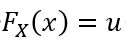 F_X(x) = u